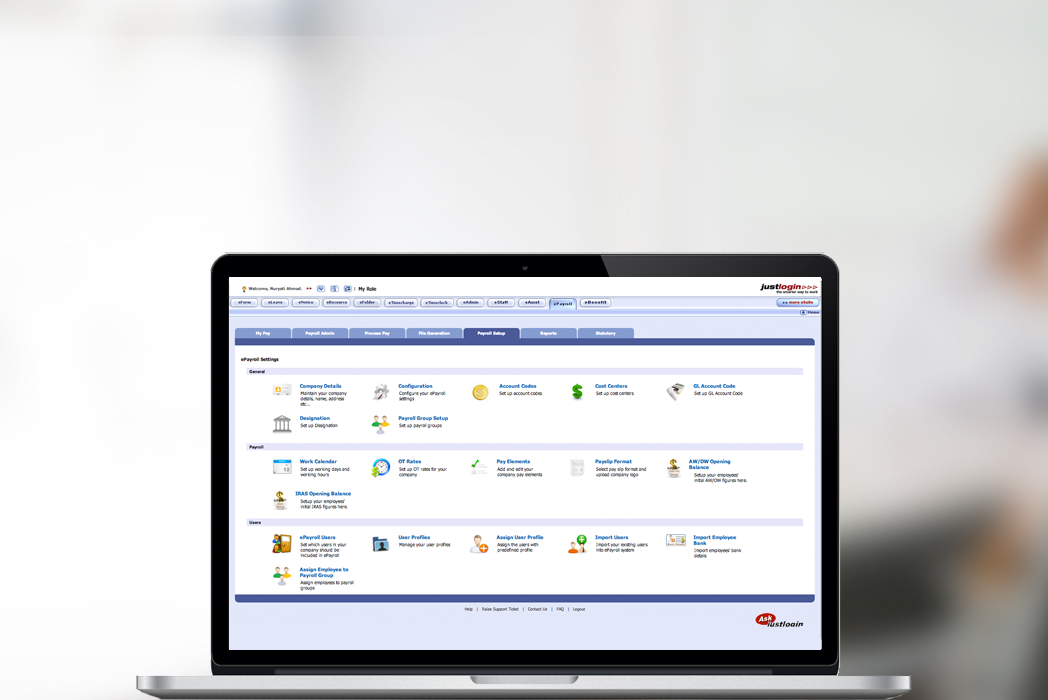 Welcome, Nuryati Ahmad. | My Role
justlogin>>>
the smarter way to work
eForm eLeave eNotice eResource eFolder eTimecharge eTimeclock eAdmin eStaff eAsset ePayroll eBenefit
Home
My Pay Payroll Admin Process Pay File Generation Payroll Setup Reports Statutory
ePayroll Settings
General
Company Details Configuration Account Codes Cost Centers GL Account Code
Maintain your company Configure your ePayroll Set up account codes Set up cost centers Set up GL Account Code
details, name, address settings
etc...
Designation Payroll Group Setup
Set up Designation Set up payroll groups
Payroll
Work Calendar OT Rates Pay Elements Payslip Format AW/OW Opening
Balance
Set up working days and Set up OT rates for your Add and edit your Select pay slip format and
working hours company company pay elements upload company logo
Setup your employees'
initial AW/OW figures here.
IRAS Opening Balance
Setup your employees'
initial IRAS figures here.
Users
ePayroll Users User Profiles Assign User Profile Import Users Import Employee
Bank
Set which users in your Manage your user profiles Assign the users with Import your existing users
company should be predefined profile into ePayroll system
included in ePayroll
Import employees' bank
details
Assign Employee to
Payroll Group
Assign employees to payroll
groups
Help | Raise Support Ticket | Contact Us | FAQ | Logout
Ask
justlogin